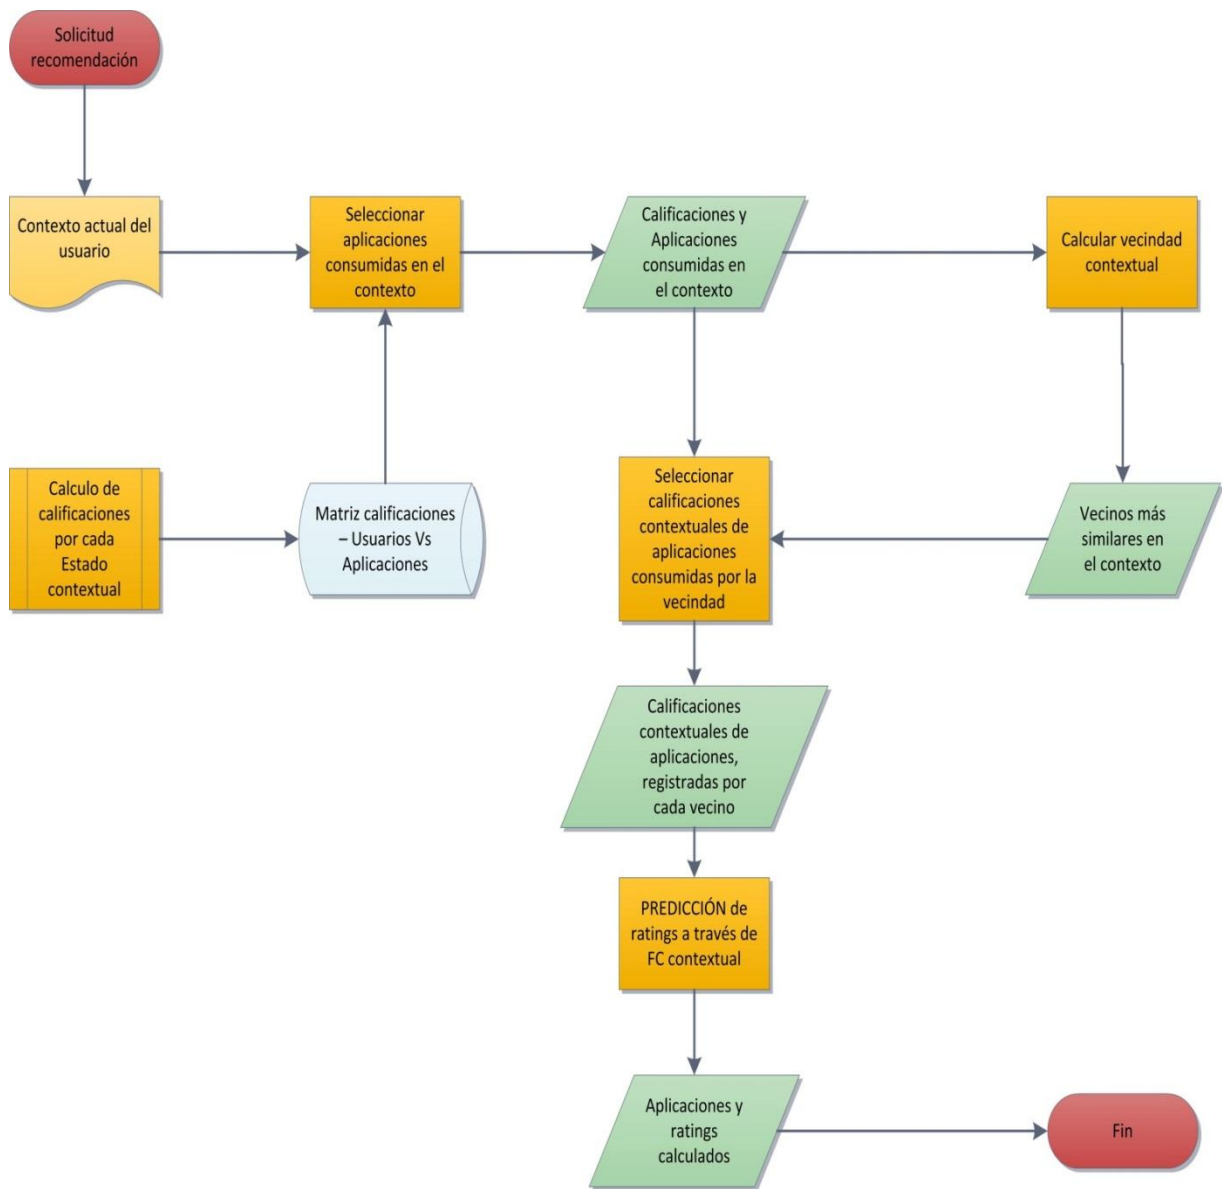 Solicitud
recomendación
Contexto actual del
usuario
Seleccionar
aplicaciones
consumidas en el
contexto
Calificaciones y
Aplicaciones
consumidas en
el contexto
Calcular vecindad
contextual
Calculo de
calificaciones
por cada
Estado
contextual
Matriz calificaciones
– Usuarios Vs
Aplicaciones
Seleccionar
calificaciones
contextuales de
aplicaciones
consumidas por la
vecindad
Vecinos más
similares en
el contexto
Calificaciones
contextuales de
aplicaciones,
registradas por
cada vecino
PREDICCIÓN de
ratings a través de
FC contextual
Aplicaciones y
ratings
calculados
Fin